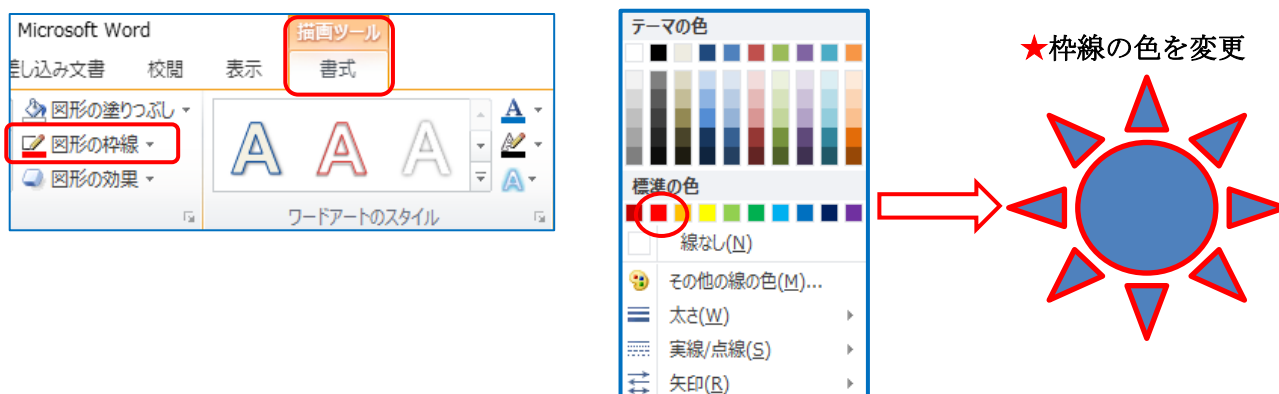 Microsoft Word
描画ツール
差し込み文書 校閲 表示 書式
図形の塗りつぶし
図形の枠線
図形の効果
A A A
A
A
ワードアートのスタイル
テーマの色
標準の色
線なし(N)
その他の線の色(M)...
太さ(W)
実線/点線(S)
矢印(R)
★枠線の色を変更